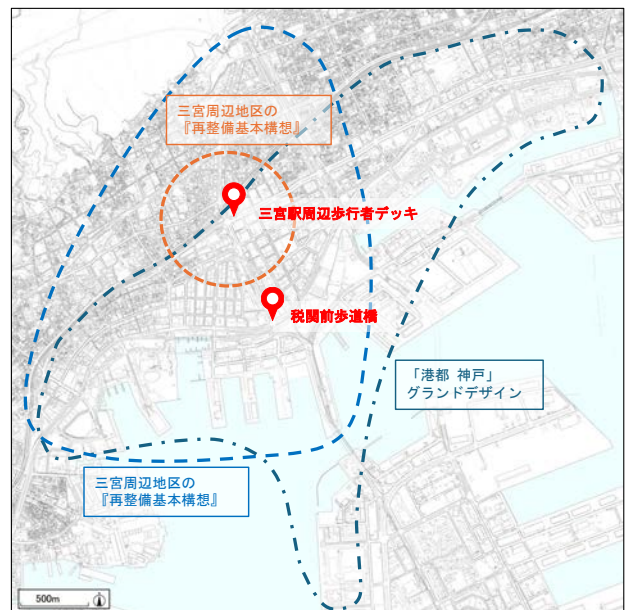 三宮周辺地区の
『再整備基本構想』
三宮駅周辺歩行者デッキ
税関前歩道橋
「港都 神戸」
グランドデザイン
三宮周辺地区の
『再整備基本構想』
500m